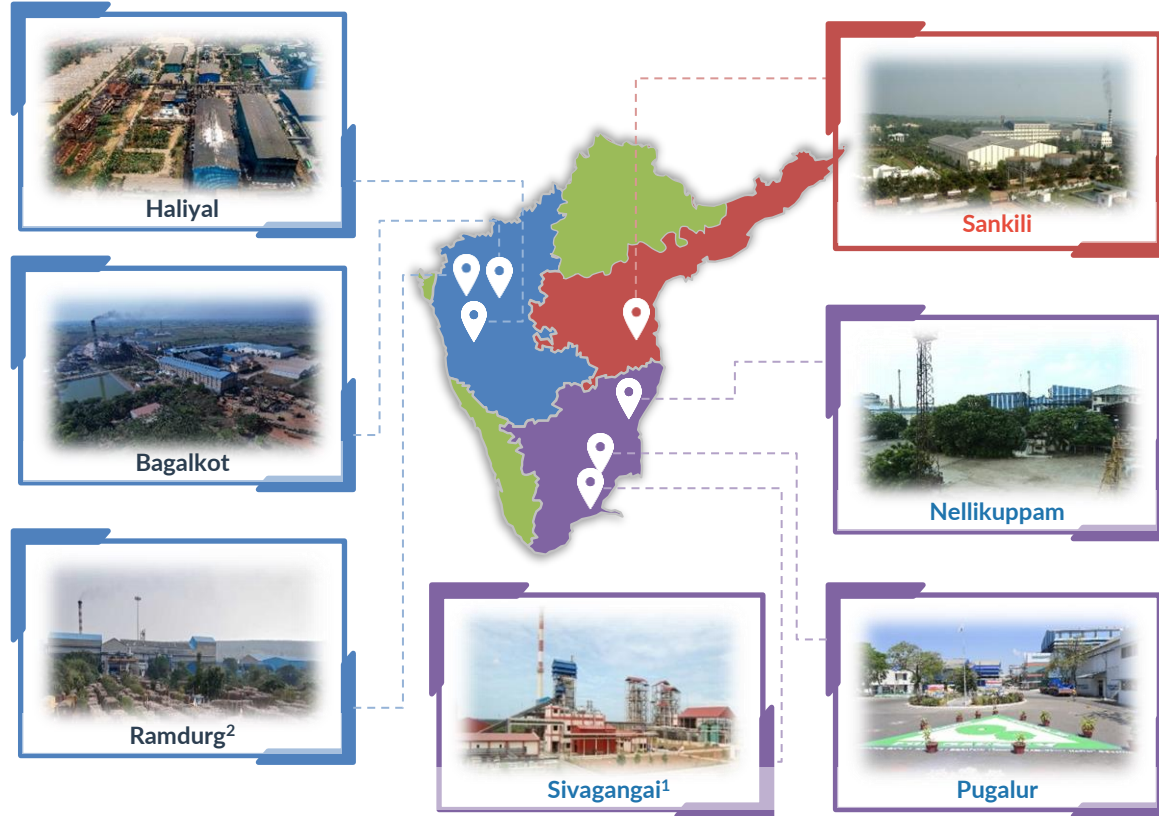 Haliyal
Sankili
Bagalkot
Nellikuppam
Ramdurg²
Sivagangai¹
Pugalur